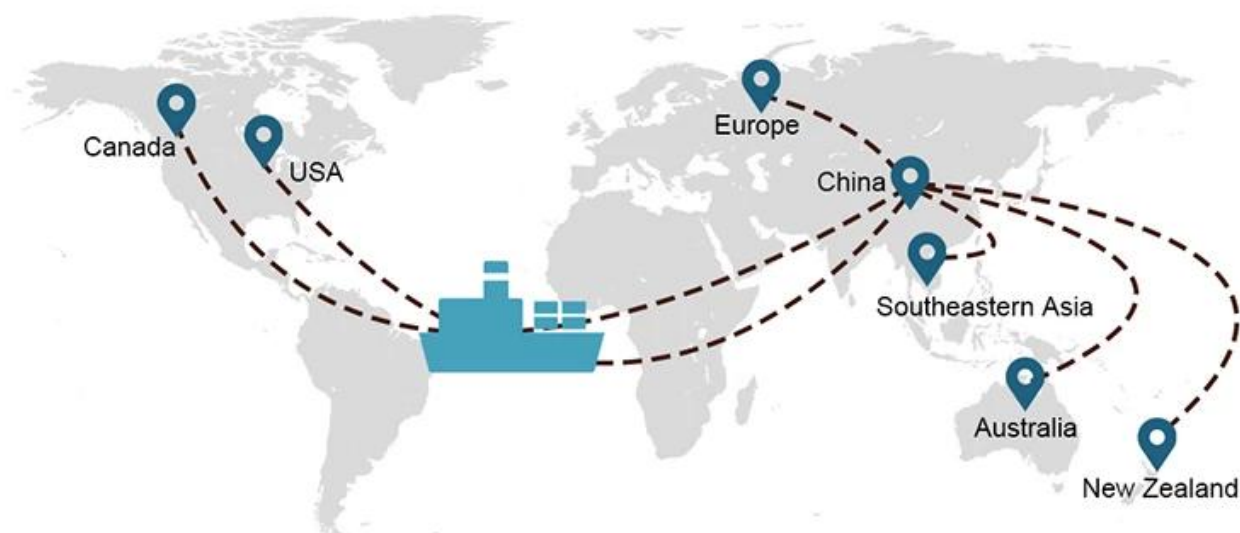 Europe
Canada
USA
China
Southeastern Asia
Australia
New Zealand